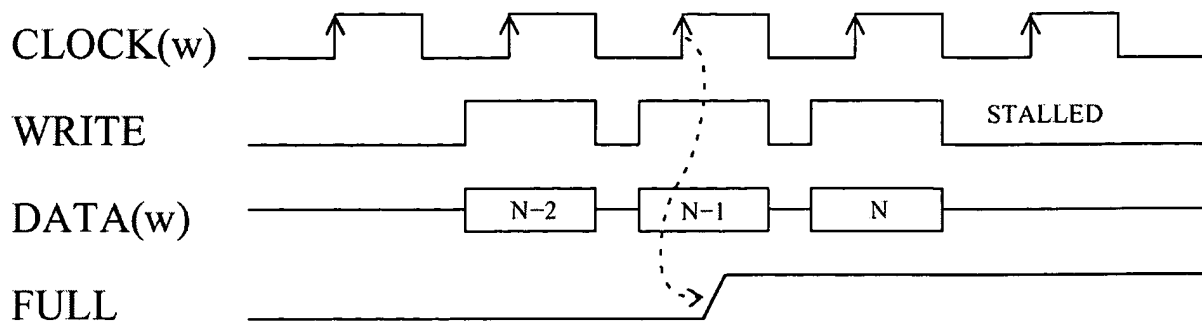 CLOCK(w)
WRITE STALLED
DATA(w) N-2 N-1 N
FULL